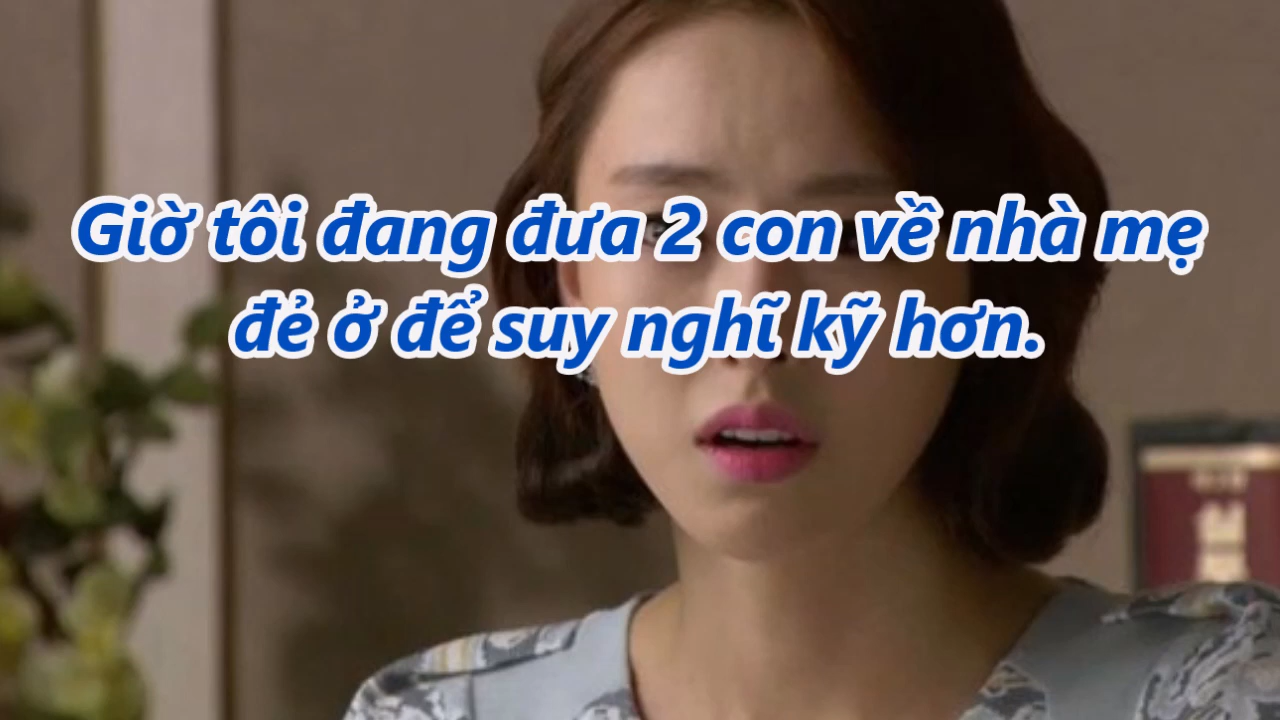 Giờ tôi đang đưa 2 con về nhà mẹ
đẻ ở để suy nghĩ kỹ hơn.